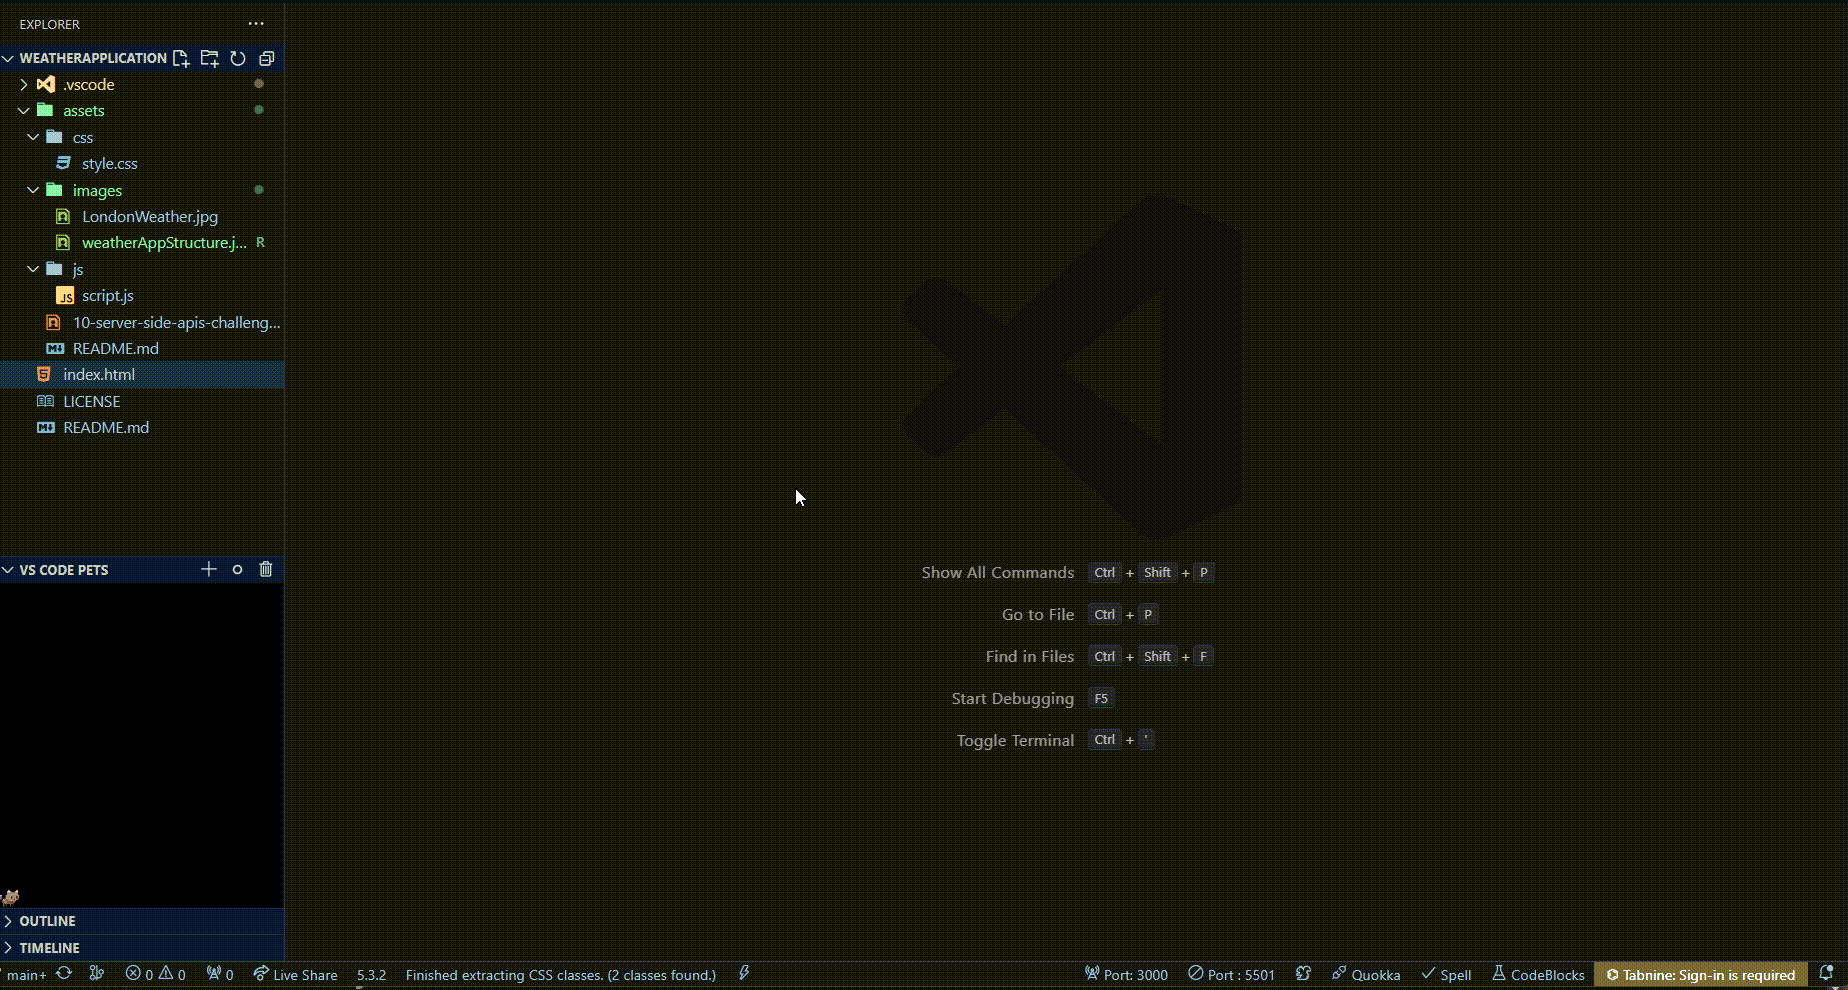 EXPLORER
WEATHERAPPLICATION
.vscode
assets
css
style.css
images
LondonWeather.jpg
weatherAppStructure.j... R
js
JS script.js
10-server-side-apis-challeng...
README.md
index.html
LICENSE
README.md
Show All Commands Ctrl + Shift + P
Go to File Ctrl + P
Find in Files Ctrl + Shift + F
Start Debugging F5
Toggle Terminal Ctrl + '
VS CODE PETS
OUTLINE
TIMELINE
main+ 0 0 0 Live Share 5.3.2 Finished extracting CSS classes. (2 classes found.) Port: 3000 Port : 5501 Quokka Spell CodeBlocks Tabnine: Sign-in is required